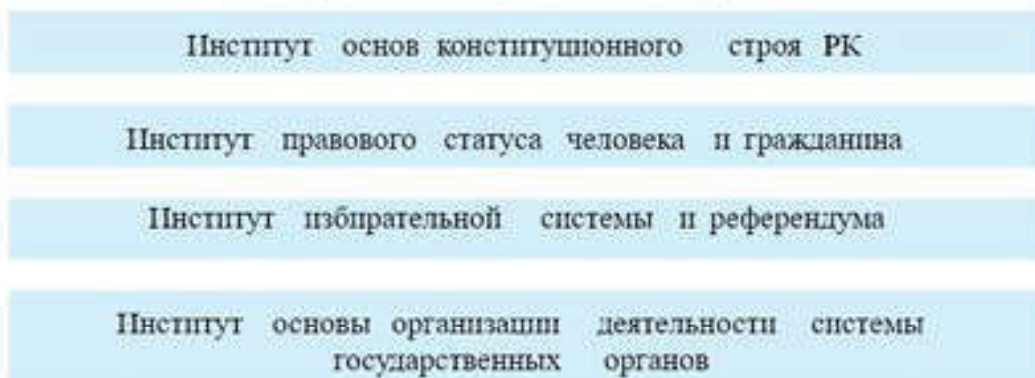 Институт основ конституционного строя РК
Институт правового статуса человека и гражданина
Институт избирательной системы и референдума
Институт основы организации деятельности системы
государственных органов